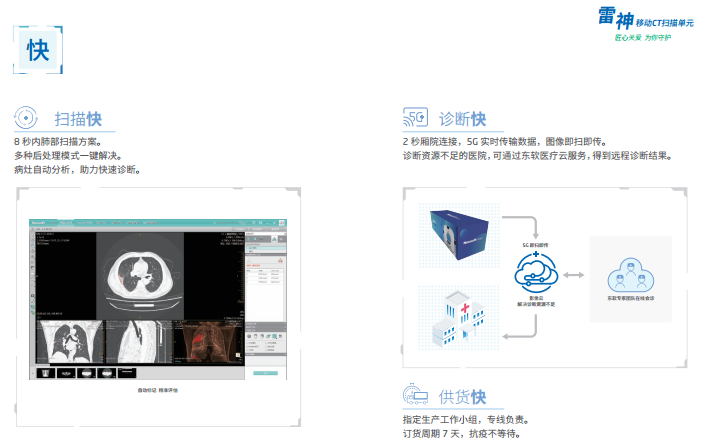 雷神 移动CT扫描单元
匠心关爱 为你守护
快
扫描快
8 秒内肺部扫描方案。
多种后处理模式一键解决。
病灶自动分析，助力快速诊断。
自动标记 精准评估
5G
诊断快
2 秒厢院连接，5G 实时传输数据，图像即扫即传。
诊断资源不足的医院，可通过东软医疗云服务，得到远程诊断结果。
5G 即扫即传
影像云
解决诊断资源不足
东软专家团队在线会诊
供货快
指定生产工作小组，专线负责。
订货周期 7 天，抗疫不等待。